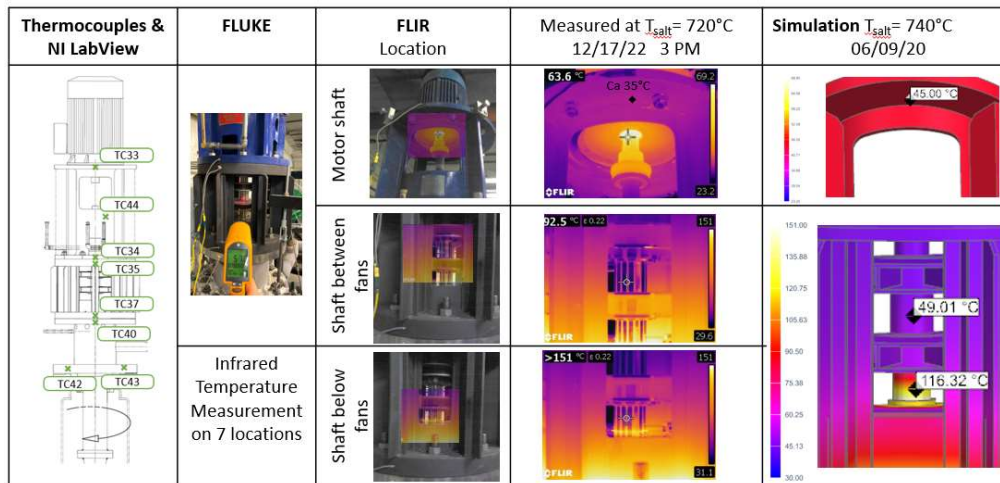 Thermocouples &
NI LabView
FLUKE
FLIR
Location
Measured at Tsalt= 720°C
12/17/22 3 PM
Simulation Tsalt= 740°C
06/09/20
TC33
TC44
TC34
TC35
TC37
TC40
TC42
TC43
Infrared
Temperature
Measurement
on 7 locations
Motor shaft
Shaft between
fans
Shaft below
fans
63.6 °C
69.2
Ca 35°C
23.2
FLIR
92.5 °C ε 0.22
151
29.6
FLIR
>151 °C ε 0.22
151
31.1
FLIR
45.00 °C
151.00
135.88
120.75
105.63
90.50
75.38
60.25
45.13
30.00
49.01 °C
116.32 °C